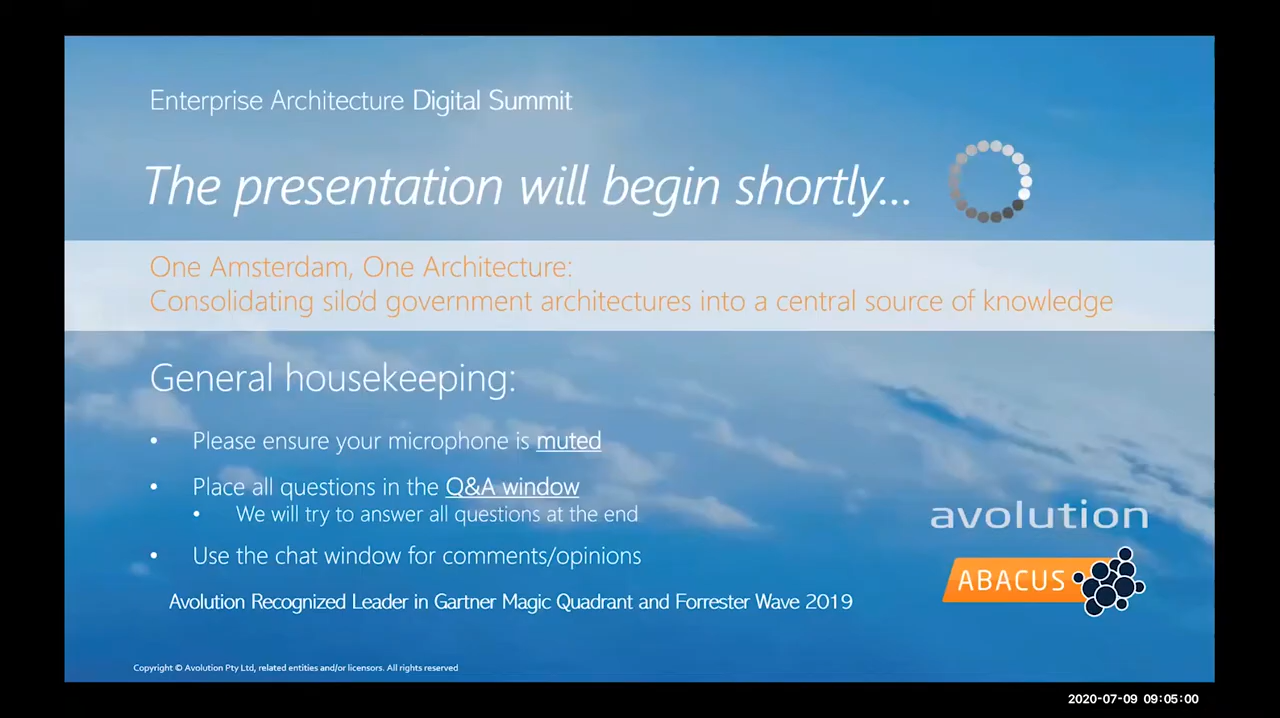 Enterprise Architecture Digital Summit
The presentation will begin shortly...
One Amsterdam, One Architecture:
Consolidating silo'd government architectures into a central source of knowledge
General housekeeping:
• Please ensure your microphone is muted
• Place all questions in the Q&A window
• We will try to answer all questions at the end
• Use the chat window for comments/opinions
avolution
ABACUS
Avolution Recognized Leader in Gartner Magic Quadrant and Forrester Wave 2019
Copyright © Avolution Pty Ltd, related entities and/or licensors. All rights reserved
2020-07-09 09:05:00